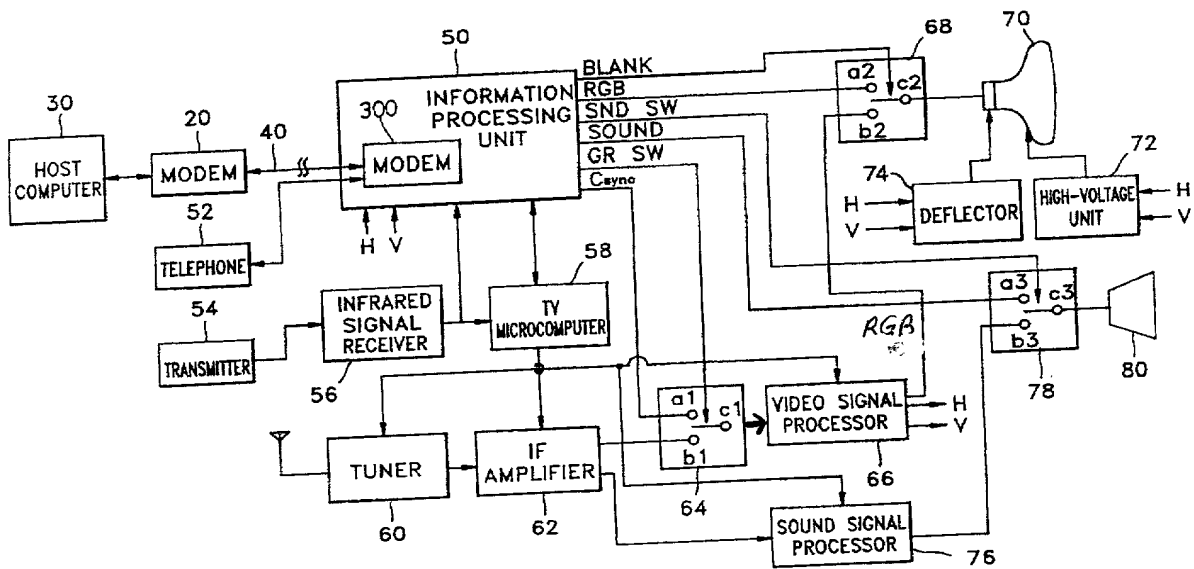 50
68
70
BLANK
RGB
SND SW
SOUND
GR SW
Csync
a2
c2
b2
30
20
40
300
INFORMATION
PROCESSING
UNIT
MODEM
HOST
COMPUTER
MODEM
74
72
H
V
DEFLECTOR
HIGH-VOLTAGE
UNIT
H
V
52
TELEPHONE
H V
58
54
TRANSMITTER
INFRARED
SIGNAL
RECEIVER
56
TV
MICROCOMPUTER
RGB
a3
c3
b3
78
80
TUNER
60
IF
AMPLIFIER
62
a1
c1
b1
64
VIDEO SIGNAL
PROCESSOR
66
H
V
SOUND SIGNAL
PROCESSOR
76